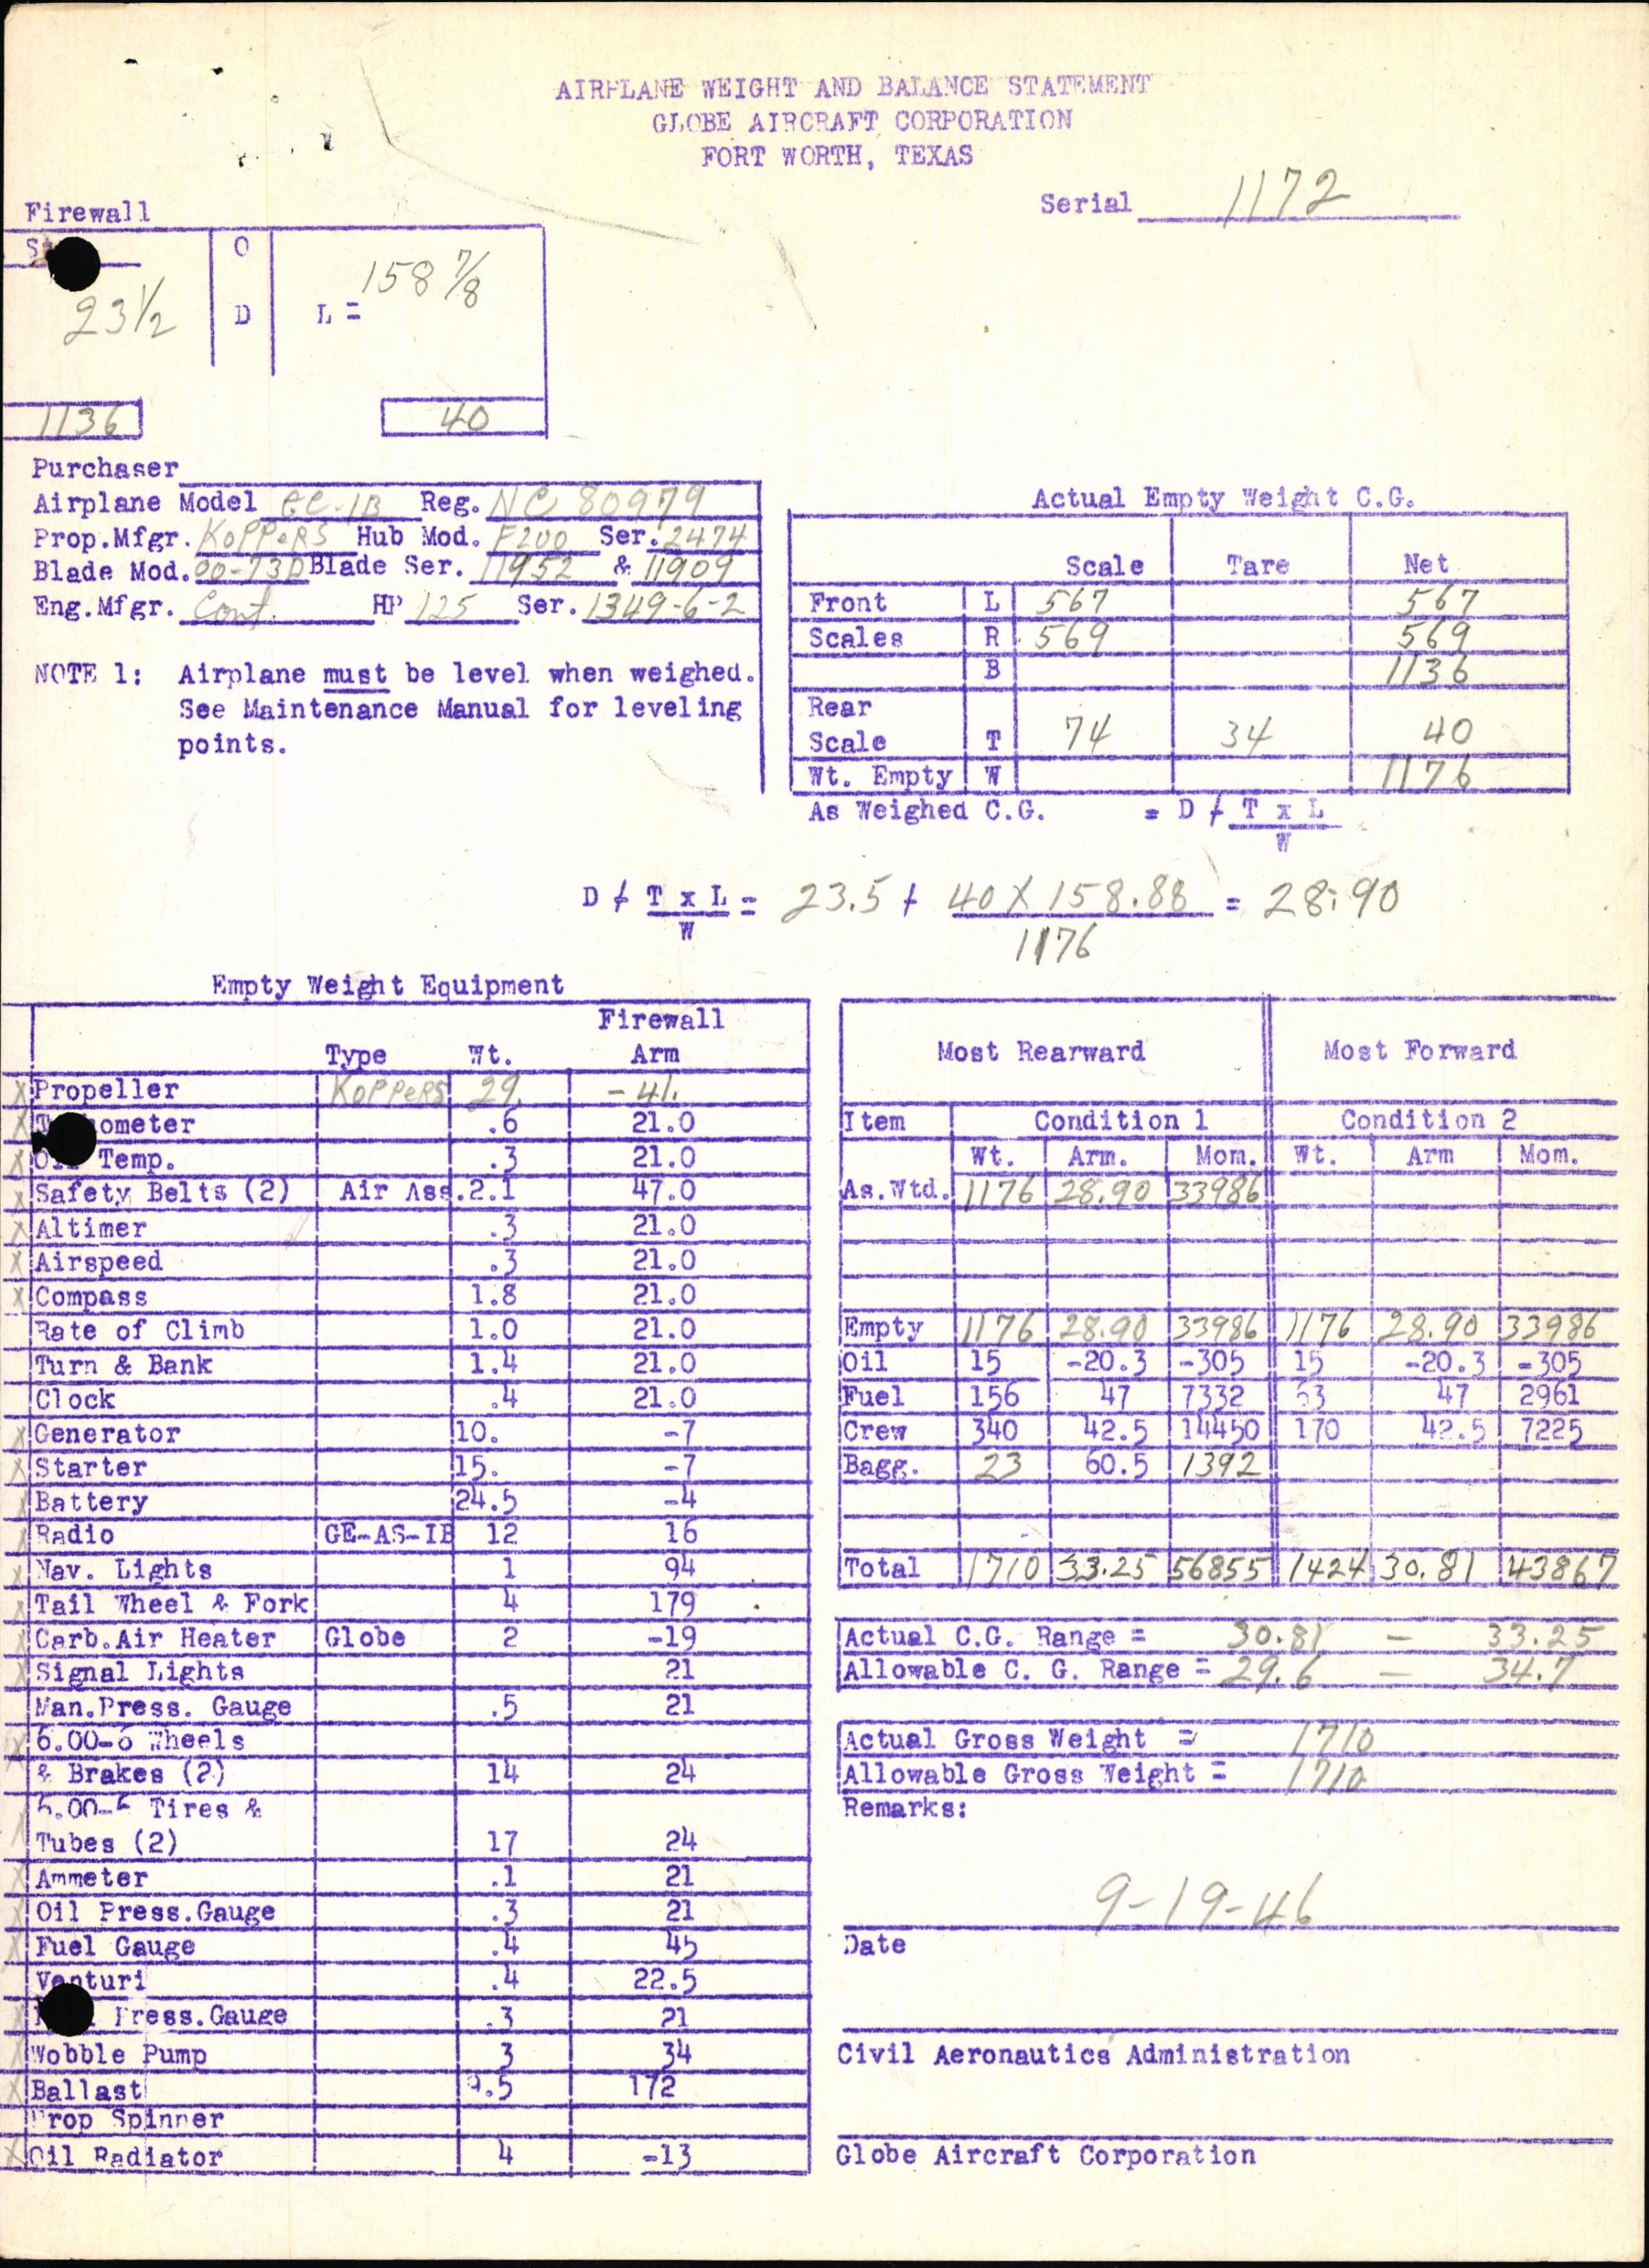 AIRPLANE WEIGHT AND BALANCE STATEMENT
GLOBE AIRCRAFT CORPORATION
FORT WORTH, TEXAS
Serial 1172
Firewall
O
158 7/8
23 1/2 D L =
1136 40
Purchaser
Airplane Model GC-1B Reg. NC 80979
Prop.Mfgr. KOPPERS Hub Mod. F200 Ser. 2474
Blade Mod. 00-73D Blade Ser. 11952 & 11909
Eng.Mfgr. Cont. HP 125 Ser. 1349-6-2
NOTE 1: Airplane must be level when weighed.
See Maintenance Manual for leveling
points.
Actual Empty Weight C.G.
Scale Tare Net
Front L 567 567
Scales R 569 569
B 1136
Rear
Scale T 74 34 40
Wt. Empty W 1176
As Weighed C.G. = D + T x L
W
D + T x L = 23.5 + 40 X 158.88 = 28.90
W 1176
Empty Weight Equipment
Firewall
Type Wt. Arm
X Propeller KOPPERS 29. -41.
X ometer .6 21.0
X Temp. .3 21.0
X Safety Belts (2) Air Ass. 2.1 47.0
X Altimer .3 21.0
X Airspeed .3 21.0
X Compass 1.8 21.0
Rate of Climb 1.0 21.0
Turn & Bank 1.4 21.0
Clock .4 21.0
X Generator 10. -7
X Starter 15. -7
X Battery 24.5 -4
X Radio GE-AS-1B 12 16
X Nav. Lights 1 94
X Tail Wheel & Fork 4 179
X Carb.Air Heater Globe 2 -19
X Signal Lights 21
Man.Press. Gauge .5 21
X 6.00-6 Wheels
& Brakes (2) 14 24
Tires &
X Tubes (2) 17 24
X Ammeter .1 21
X Oil Press.Gauge .3 21
X Fuel Gauge .4 45
Venturi .4 22.5
X Press.Gauge .3 21
X Wobble Pump 3 34
X Ballast 9.5 172
Prop Spinner
X Oil Radiator 4 -13
Most Rearward Most Forward
Item Condition 1 Condition 2
Wt. Arm. Mom. Wt. Arm Mom.
As.Wtd. 1176 28.90 33986
Empty 1176 28.90 33986 1176 28.90 33986
Oil 15 -20.3 -305 15 -20.3 -305
Fuel 156 47 7332 63 47 2961
Crew 340 42.5 14450 170 42.5 7225
Bagg. 23 60.5 1392
Total 1710 33.25 56855 1424 30.81 43867
Actual C.G. Range = 30.81 — 33.25
Allowable C. G. Range = 29.6 — 34.7
Actual Gross Weight = 1710
Allowable Gross Weight = 1710
Remarks:
9-19-46
Date
Civil Aeronautics Administration
Globe Aircraft Corporation